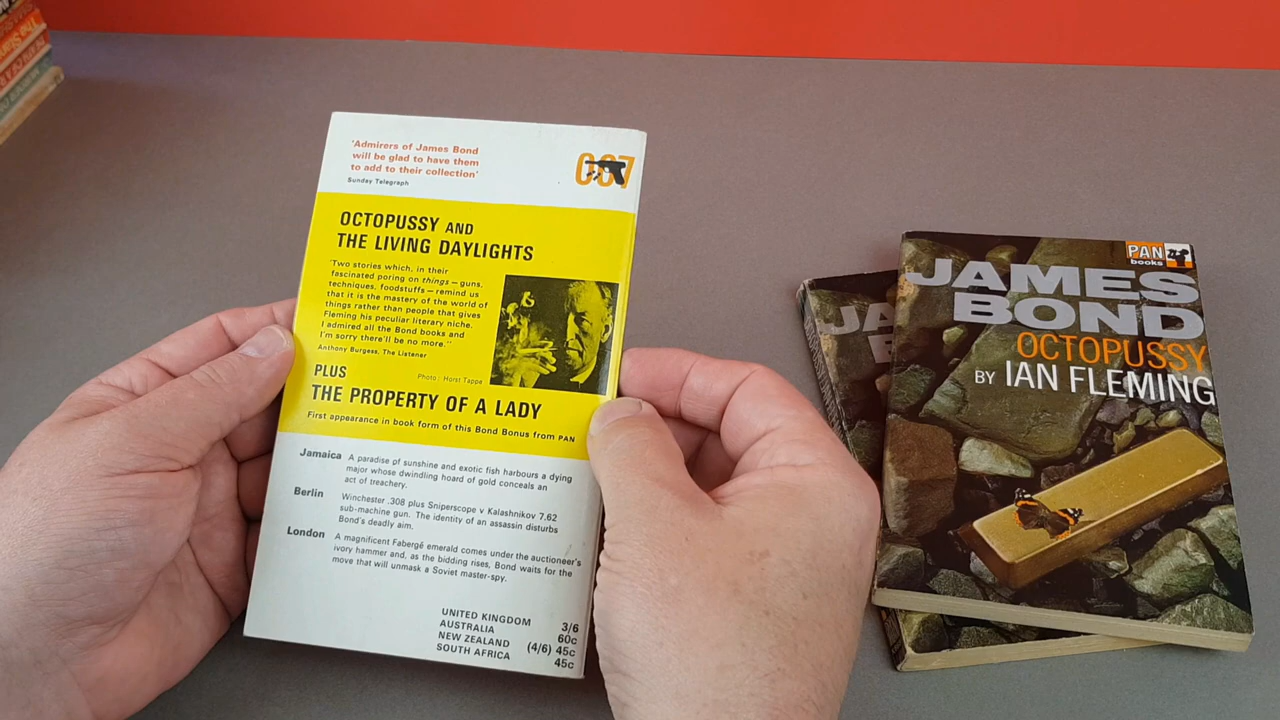 'Admirers of James Bond
will be glad to have them
to add to their collection'
Sunday Telegraph
007
OCTOPUSSY AND
THE LIVING DAYLIGHTS
'Two stories which, in their
fascinated poring on things — guns,
techniques, foodstuffs — remind us
that it is the mastery of the world of
things rather than people that gives
Fleming his peculiar literary niche.
I admired all the Bond books and
I'm sorry there'll be no more.''
Anthony Burgess, The Listener
Photo: Horst Tappe
PLUS
THE PROPERTY OF A LADY
First appearance in book form of this Bond Bonus from PAN
Jamaica A paradise of sunshine and exotic fish harbours a dying
major whose dwindling hoard of gold conceals an
act of treachery.
Berlin Winchester .308 plus Sniperscope v Kalashnikov 7.62
sub-machine gun. The identity of an assassin disturbs
Bond's deadly aim.
London A magnificent Fabergé emerald comes under the auctioneer's
ivory hammer and, as the bidding rises, Bond waits for the
move that will unmask a Soviet master-spy.
UNITED KINGDOM 3/6
AUSTRALIA 60c
NEW ZEALAND (4/6) 45c
SOUTH AFRICA 45c
JA
B
PAN
books
JAMES
BOND
OCTOPUSSY
BY IAN FLEMING